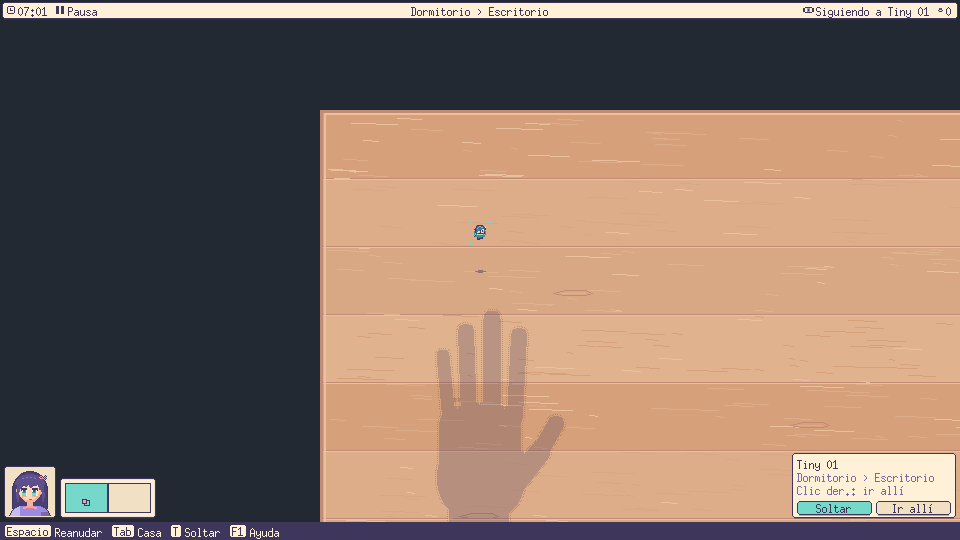 07:01 Pausa
Dormitorio > Escritorio
Siguiendo a Tiny 01 0
Tiny 01
Dormitorio > Escritorio
Clic der.: ir allí
Soltar Ir allí
Espacio Reanudar Tab Casa T Soltar F1 Ayuda